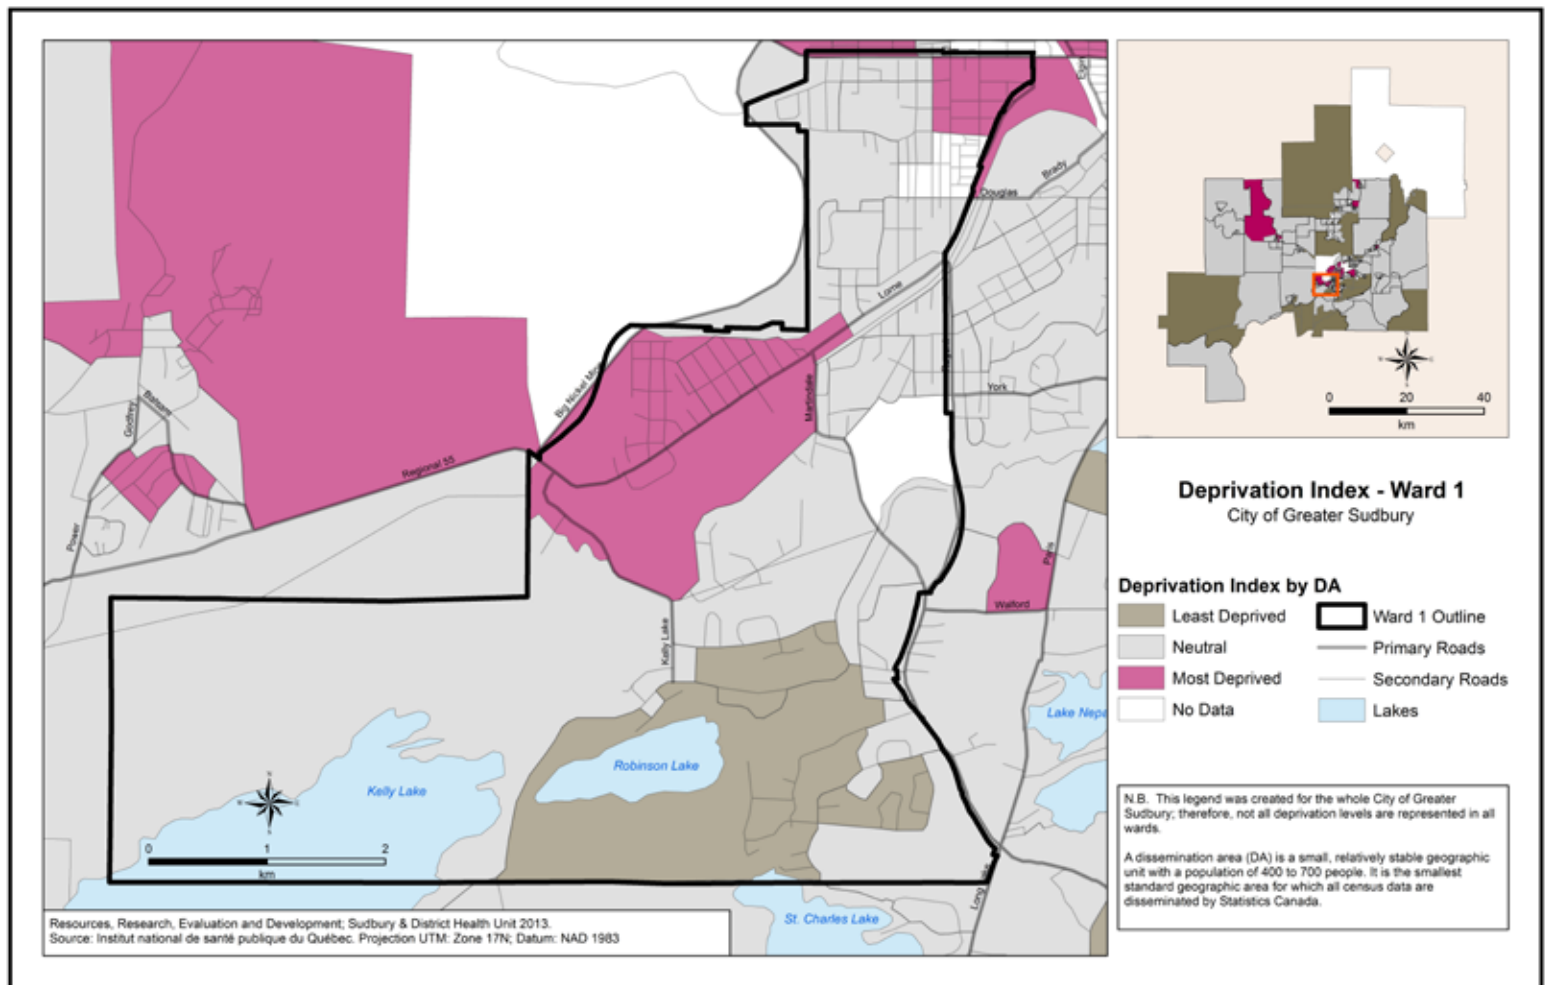 Elgin
Brady
Douglas
Lorne
Big Nickel Mine
Martindale
York
Godfrey
Balsam
Regional 55
Power
Paris
Walford
Kelly Lake
Lake Nepa
Robinson Lake
Kelly Lake
0 1 2
km
Long Lake
St. Charles Lake
Resources, Research, Evaluation and Development; Sudbury & District Health Unit 2013.
Source: Institut national de santé publique du Québec. Projection UTM: Zone 17N; Datum: NAD 1983
0 20 40
km
Deprivation Index - Ward 1
City of Greater Sudbury
Deprivation Index by DA
Least Deprived
Neutral
Most Deprived
No Data
Ward 1 Outline
Primary Roads
Secondary Roads
Lakes
N.B. This legend was created for the whole City of Greater
Sudbury; therefore, not all deprivation levels are represented in all
wards.
A dissemination area (DA) is a small, relatively stable geographic
unit with a population of 400 to 700 people. It is the smallest
standard geographic area for which all census data are
disseminated by Statistics Canada.